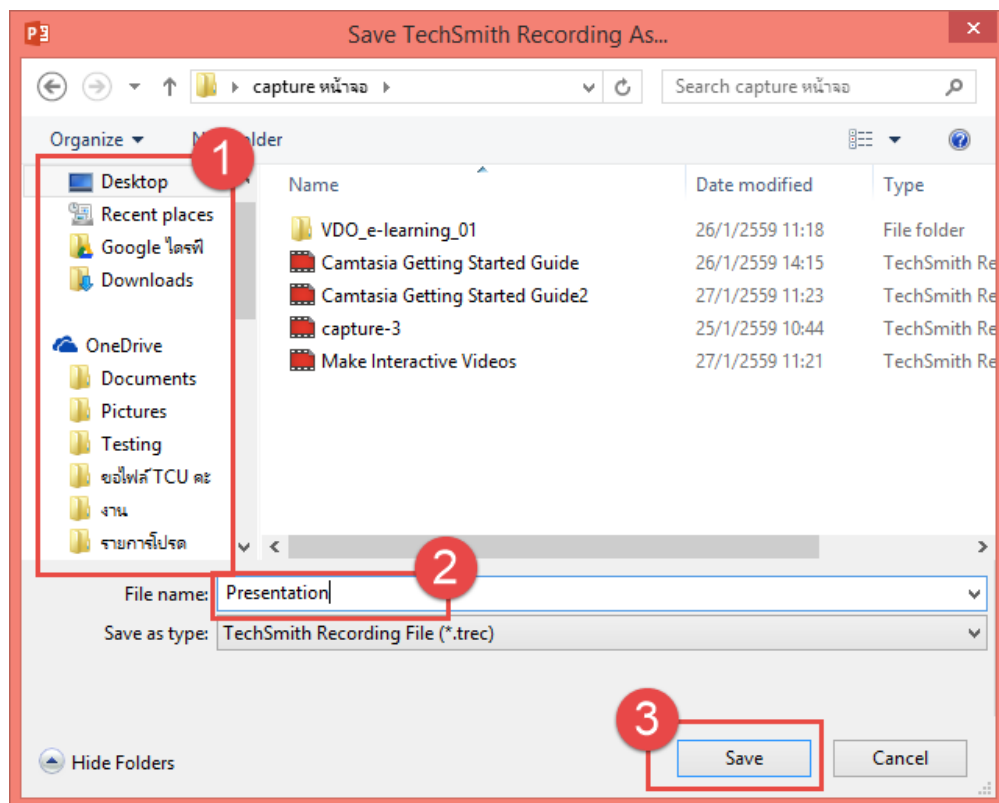 Save TechSmith Recording As...
capture หน้าจอ
Search capture หน้าจอ
Organize
1
Name Date modified Type
Desktop
Recent places
Google ไดรฟ์
Downloads
OneDrive
Documents
Pictures
Testing
ขอไฟล์ TCU คะ
งาน
รายการโปรด
VDO_e-learning_01 26/1/2559 11:18 File folder
Camtasia Getting Started Guide 26/1/2559 14:15 TechSmith Re
Camtasia Getting Started Guide2 27/1/2559 11:23 TechSmith Re
capture-3 25/1/2559 10:44 TechSmith Re
Make Interactive Videos 27/1/2559 11:21 TechSmith Re
2
File name: Presentation
Save as type: TechSmith Recording File (*.trec)
3
Hide Folders
Save
Cancel